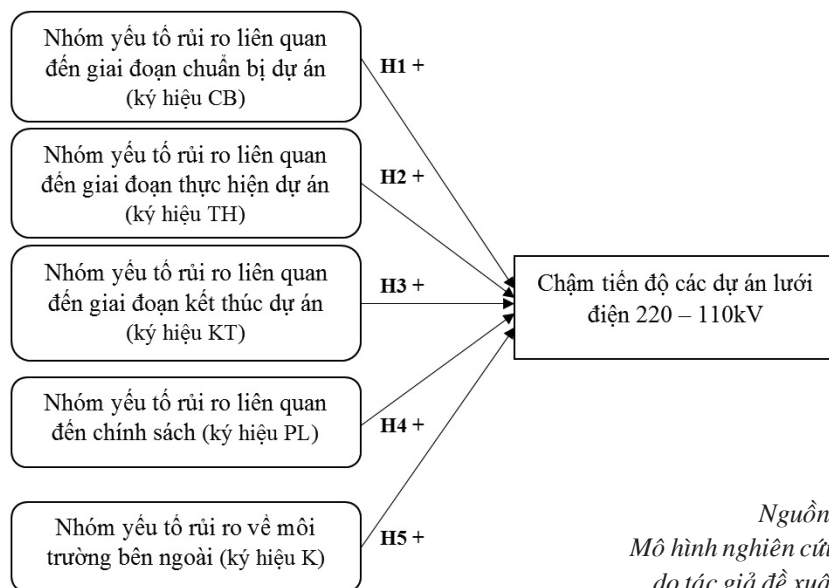 Nhóm yếu tố rủi ro liên quan
đến giai đoạn chuẩn bị dự án
(ký hiệu CB)
H1 +
Nhóm yếu tố rủi ro liên quan
đến giai đoạn thực hiện dự án
(ký hiệu TH)
H2 +
Nhóm yếu tố rủi ro liên quan
đến giai đoạn kết thúc dự án
(ký hiệu KT)
H3 +
Nhóm yếu tố rủi ro liên quan
đến chính sách (ký hiệu PL)
H4 +
Nhóm yếu tố rủi ro về môi
trường bên ngoài (ký hiệu K)
H5 +
Chậm tiến độ các dự án lưới
điện 220 – 110kV
Nguồn
Mô hình nghiên cứu
do tác giả đề xuấ